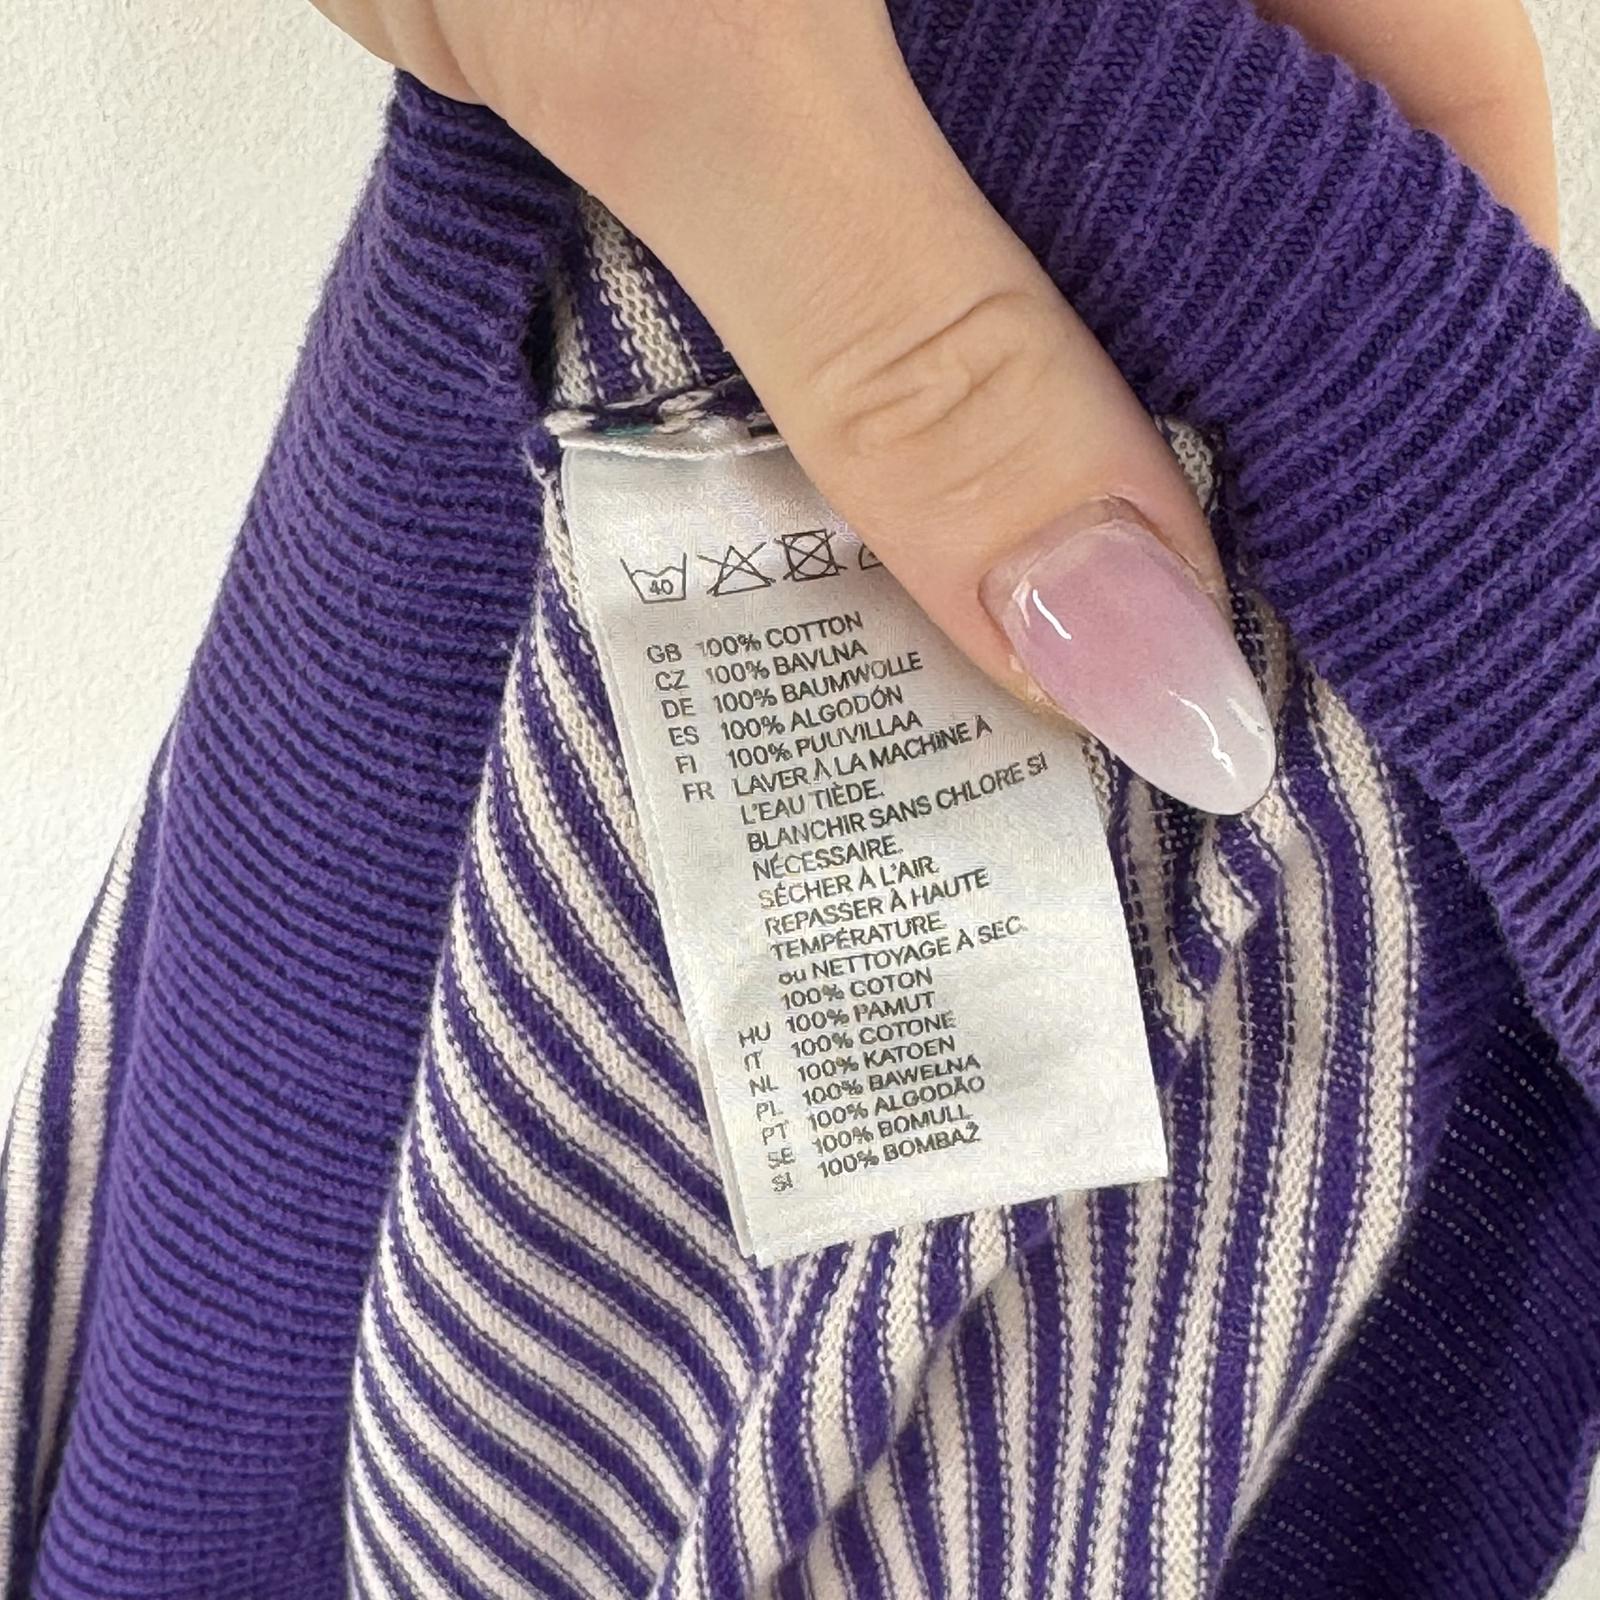 40
GB 100% COTTON
CZ 100% BAVLNA
DE 100% BAUMWOLLE
ES 100% ALGODÓN
FI 100% PUUVILLAA
FR LAVER À LA MACHINE À
L'EAU TIÈDE.
BLANCHIR SANS CHLORE SI
NÉCESSAIRE.
SÉCHER À L'AIR.
REPASSER À HAUTE
TEMPÉRATURE
ou NETTOYAGE À SEC.
100% COTON
HU 100% PAMUT
IT 100% COTONE
NL 100% KATOEN
PL 100% BAWELNA
PT 100% ALGODÃO
SE 100% BOMULL
SI 100% BOMBAŽ